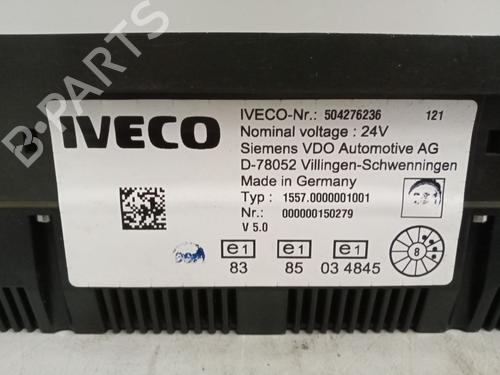 IVECO
IVECO-Nr.: 504276236 121
Nominal voltage : 24V
Siemens VDO Automotive AG
D-78052 Villingen-Schwenningen
Made in Germany
Typ : 1557.0000001001
Nr.: 000000150279
V 5.0
e1 e1 e1 8
83 85 03 4845